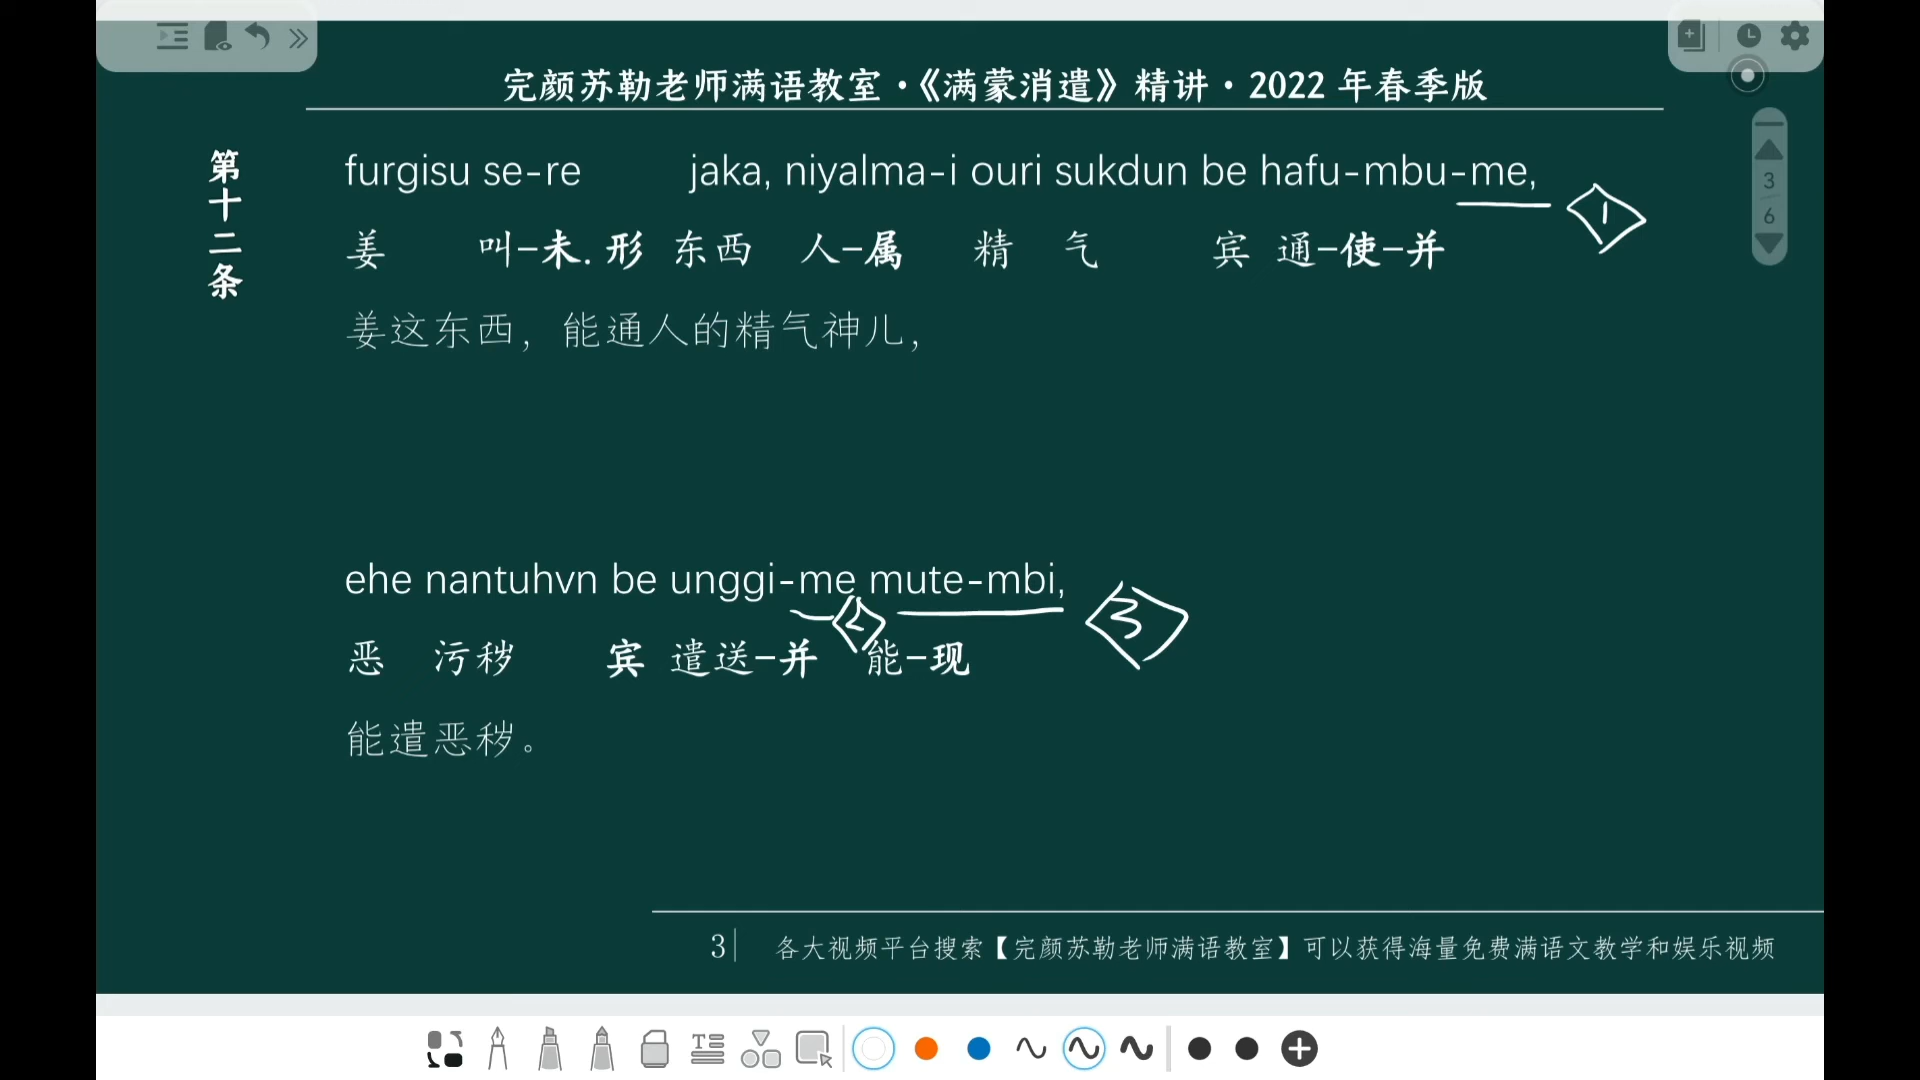 完颜苏勒老师满语教室·《满蒙消遣》精讲·2022 年春季版
第十二条
furgisu se-re jaka, niyalma-i ouri sukdun be hafu-mbu-me,
1
姜 叫-未.形 东西 人-属 精 气 宾 通-使-并
姜这东西，能通人的精气神儿，
3
6
ehe nantuhvn be unggi-me mute-mbi,
2
3
恶 污秽 宾 遣送-并 能-现
能遣恶秽。
3 各大视频平台搜索【完颜苏勒老师满语教室】可以获得海量免费满语文教学和娱乐视频